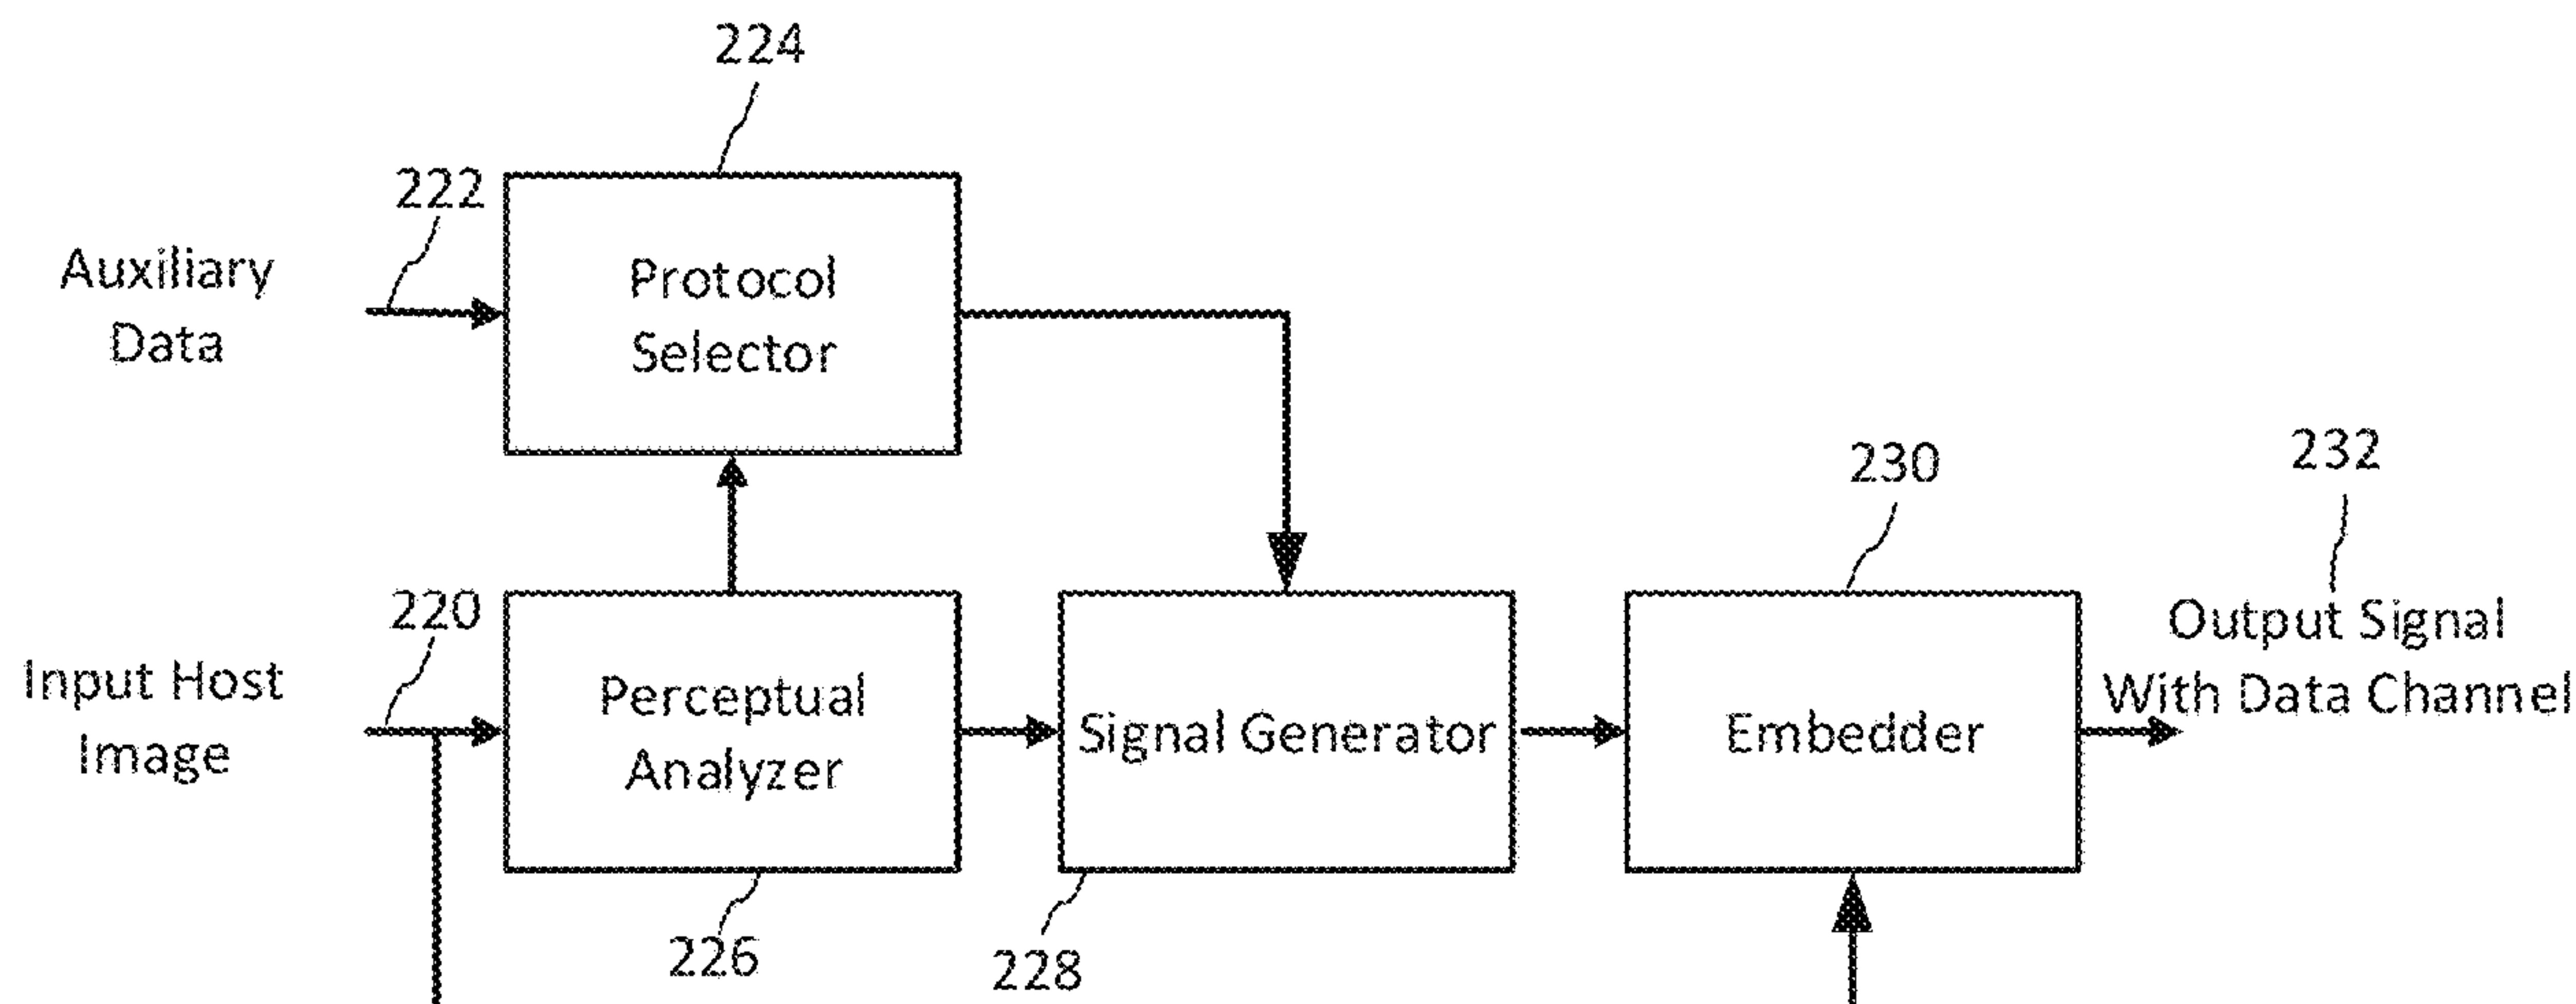 224
222
Auxiliary
Data
Protocol
Selector
230
232
220
Input Host
Image
Perceptual
Analyzer
Signal Generator
Embedder
Output Signal
With Data Channel
226
228